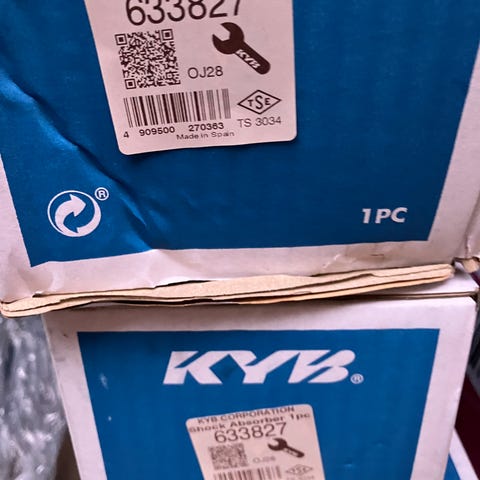 633827
KYB
OJ28
TSE
4 909500 270363
TS 3034
Made in Spain
®
1PC
KYB®
KYB CORPORATION
Shock Absorber 1pc
633827
OJ28